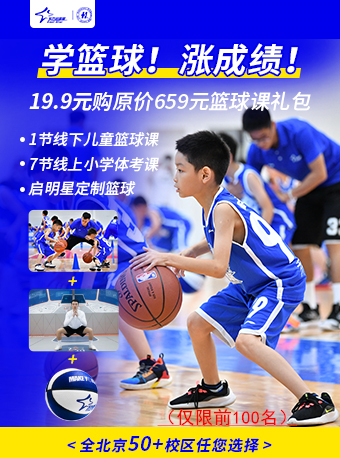 学篮球！涨成绩！
19.9元购原价659元篮球课礼包
• 1节线下儿童篮球课
• 7节线上小学体考课
• 启明星定制篮球
SPALDING
（仅限前100名）
< 全北京50+校区任您选择 >